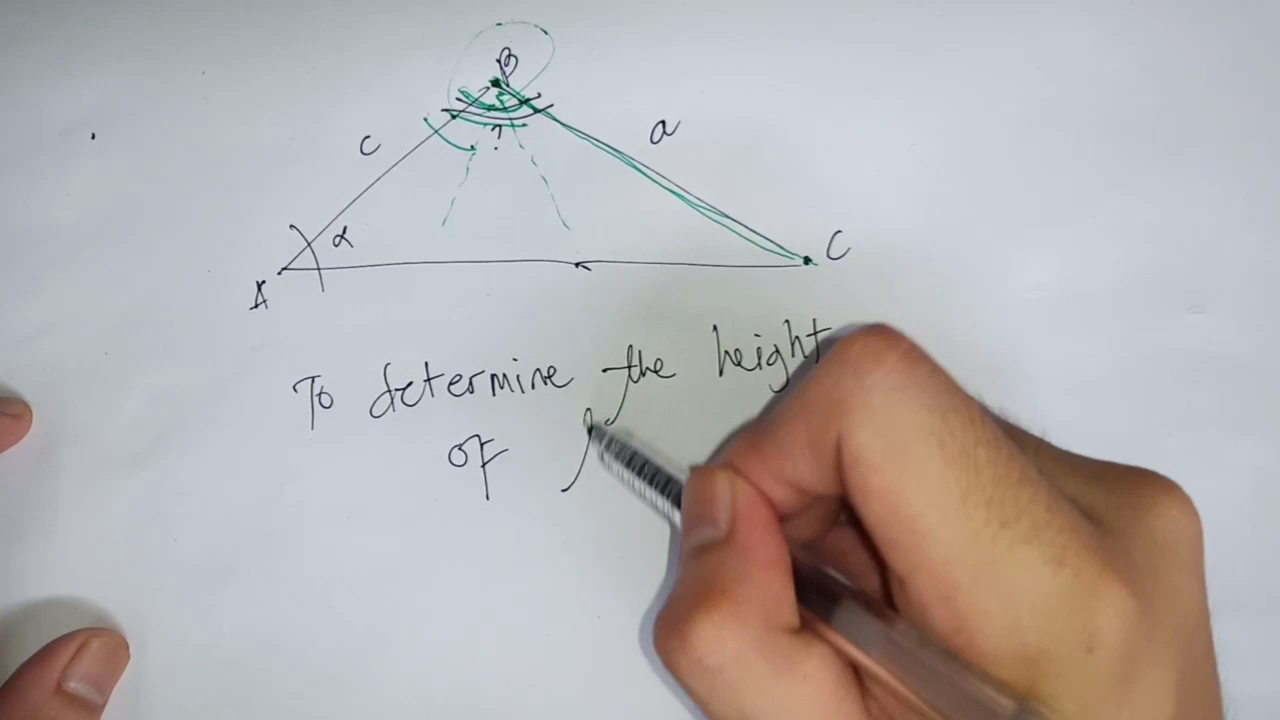 B
?
c
a
α
A
C
To determine the height
of